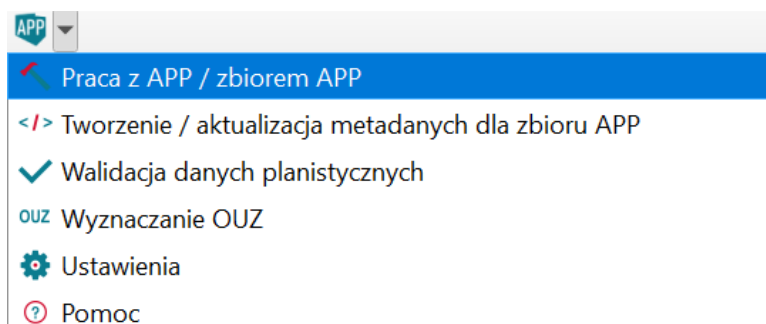 APP
Praca z APP / zbiorem APP
</> Tworzenie / aktualizacja metadanych dla zbioru APP
Walidacja danych planistycznych
OUZ Wyznaczanie OUZ
Ustawienia
? Pomoc